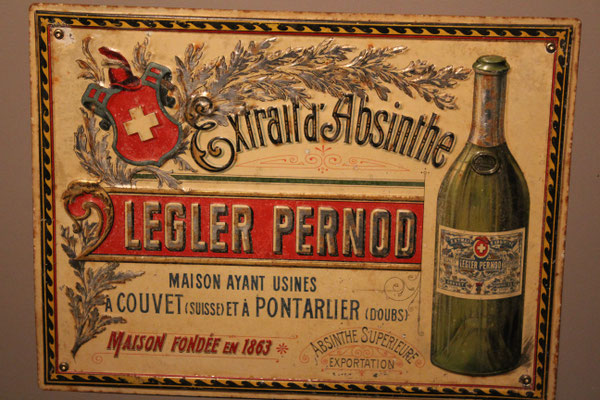 Extrait d'Absinthe
LEGLER PERNOD
MAISON AYANT USINES
À COUVET (SUISSE) ET À PONTARLIER (DOUBS)
MAISON FONDÉE EN 1863
ABSINTHE SUPÉRIEURE
EXPORTATION
LEGLER PERNOD